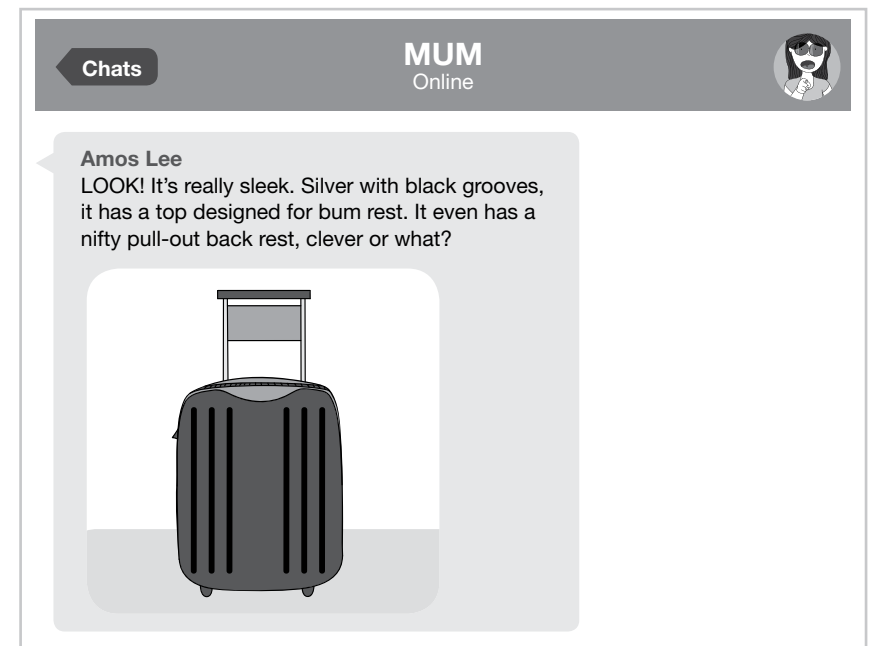 Chats
MUM
Online
Amos Lee
LOOK! It’s really sleek. Silver with black grooves,
it has a top designed for bum rest. It even has a
nifty pull-out back rest, clever or what?